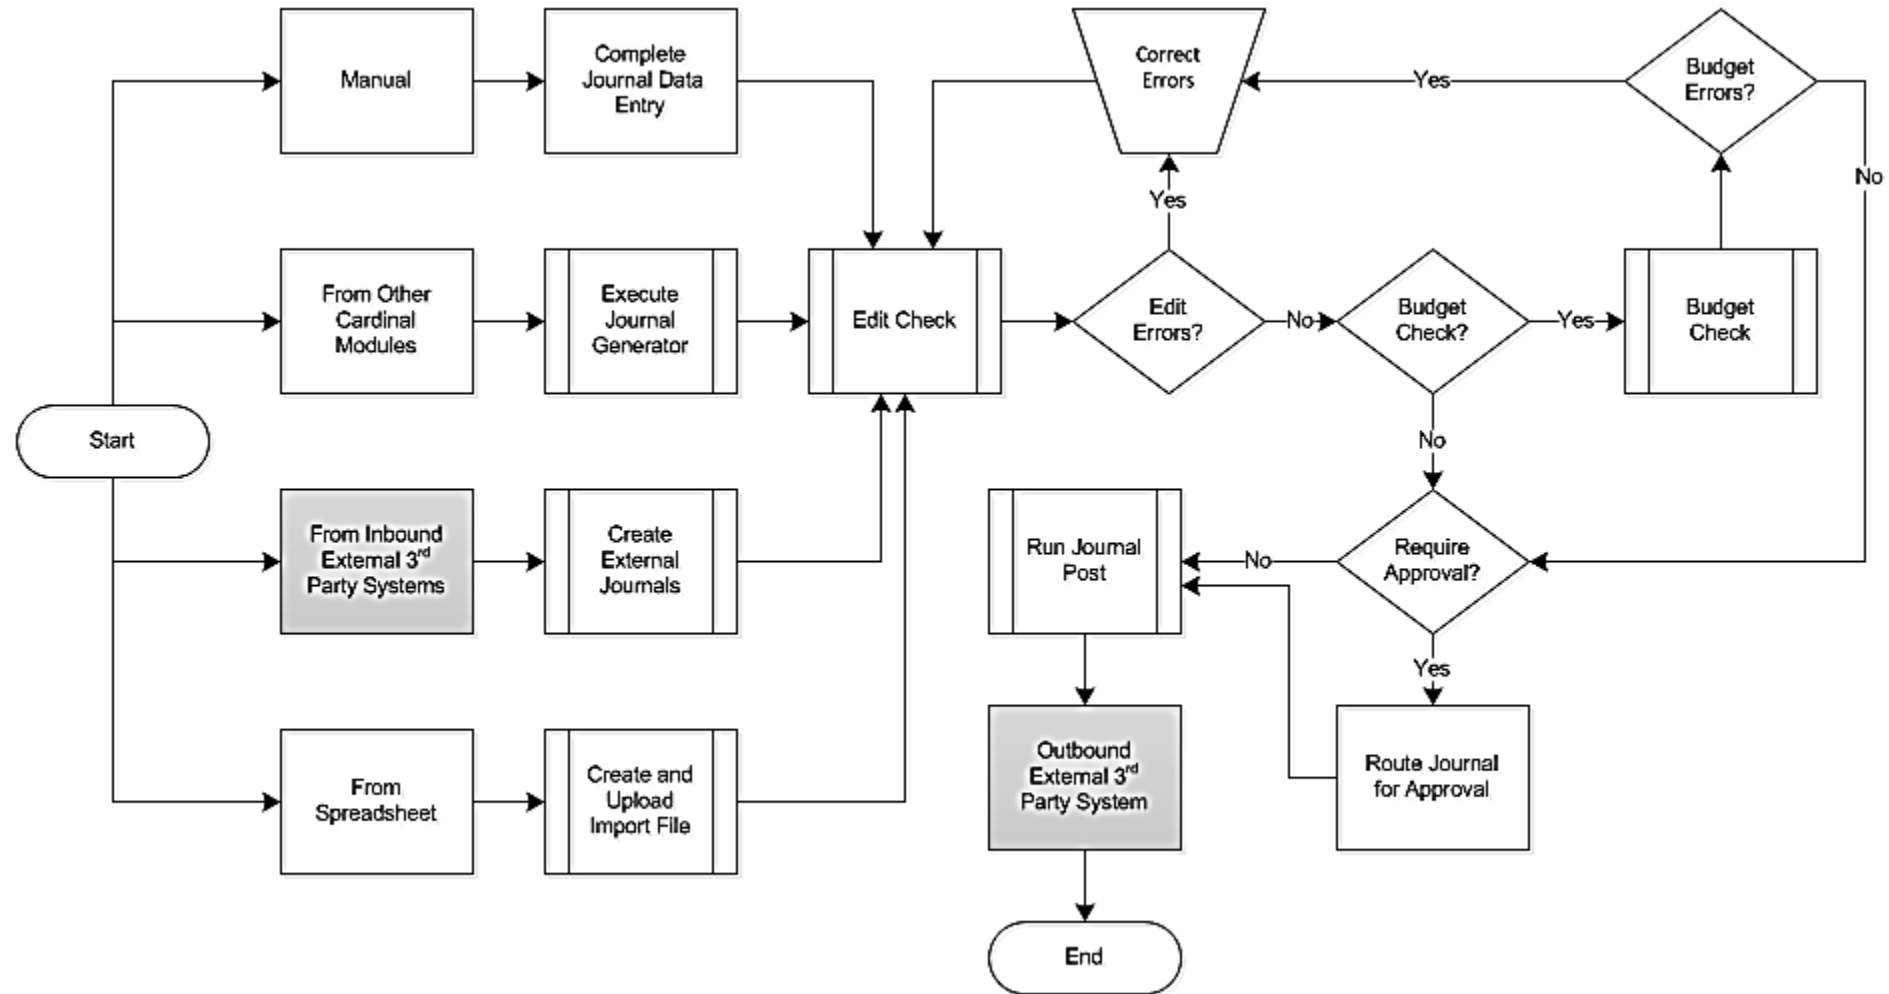 Manual
Complete
Journal Data
Entry
Correct
Errors
Yes
Budget
Errors?
No
Yes
From Other
Cardinal
Modules
Execute
Journal
Generator
Edit Check
Edit
Errors?
No
Budget
Check?
Yes
Budget
Check
Start
No
From Inbound
External 3rd
Party Systems
Create
External
Journals
Run Journal
Post
No
Require
Approval?
Yes
From
Spreadsheet
Create and
Upload
Import File
Outbound
External 3rd
Party System
Route Journal
for Approval
End